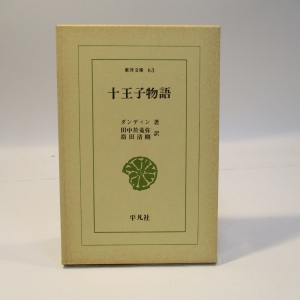 東洋文庫 63
十王子物語
ダンディン 著
田中於菟弥
指田清剛 訳
平凡社